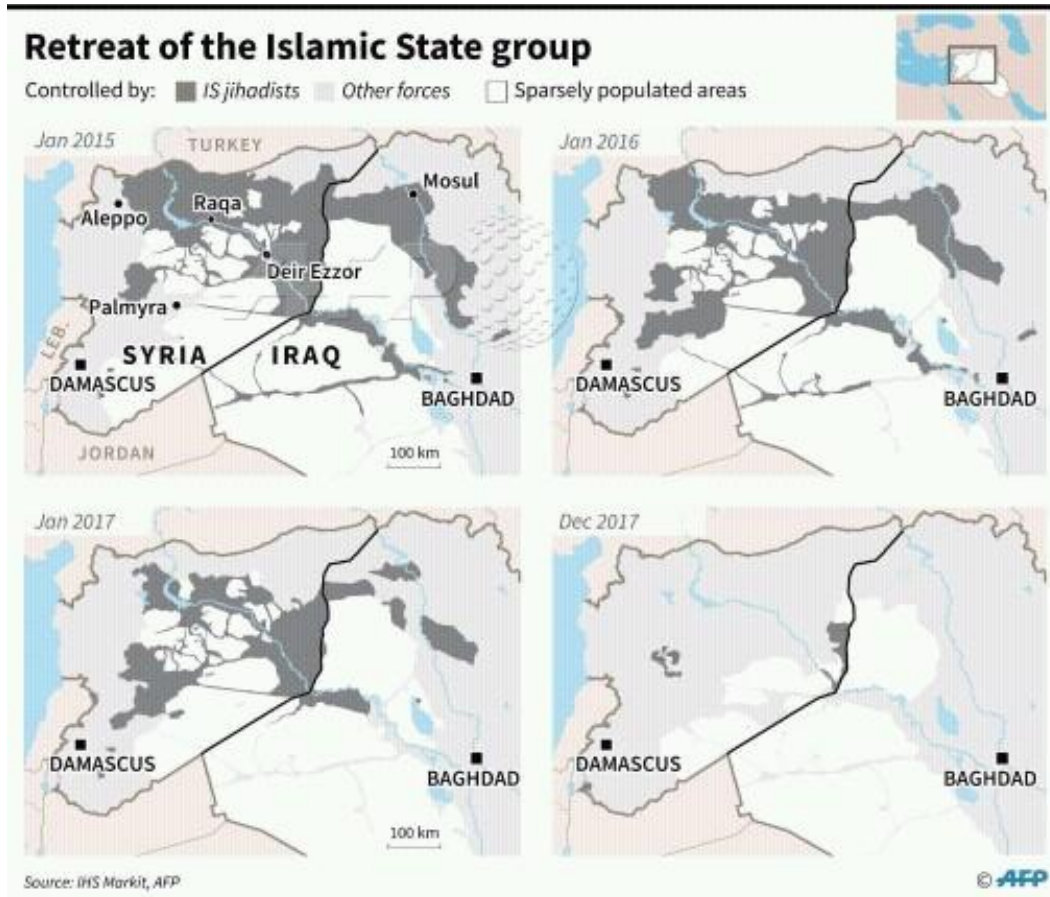 Retreat of the Islamic State group
Controlled by: IS jihadists Other forces Sparsely populated areas
Jan 2015
TURKEY
Mosul
Raqa
Aleppo
Deir Ezzor
Palmyra
LEB.
SYRIA IRAQ
DAMASCUS
BAGHDAD
JORDAN
100 km
Jan 2016
DAMASCUS
BAGHDAD
Jan 2017
DAMASCUS
BAGHDAD
100 km
Dec 2017
DAMASCUS
BAGHDAD
Source: IHS Markit, AFP
© AFP